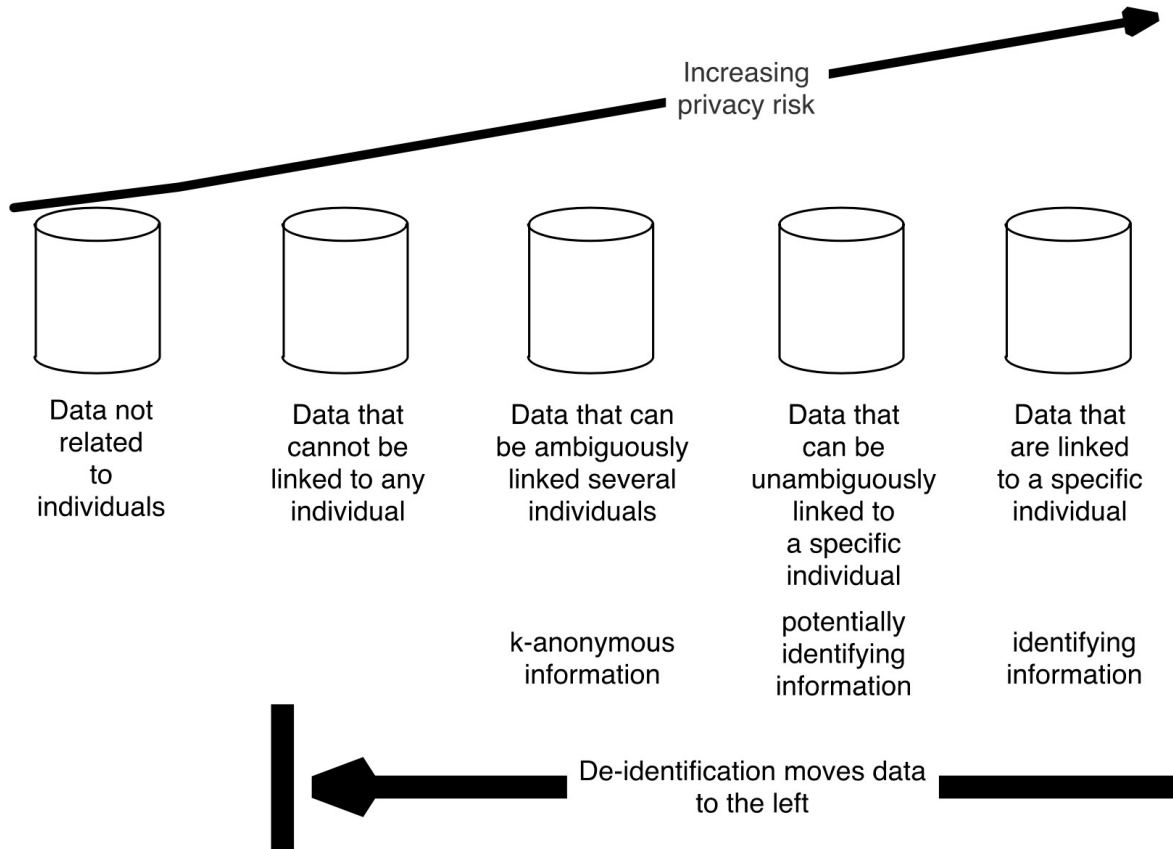 Increasing
privacy risk
Data not
related
to
individuals
Data that
cannot be
linked to any
individual
Data that can
be ambiguously
linked several
individuals
Data that
can be
unambiguously
linked to
a specific
individual
Data that
are linked
to a specific
individual
k-anonymous
information
potentially
identifying
information
identifying
information
De-identification moves data
to the left